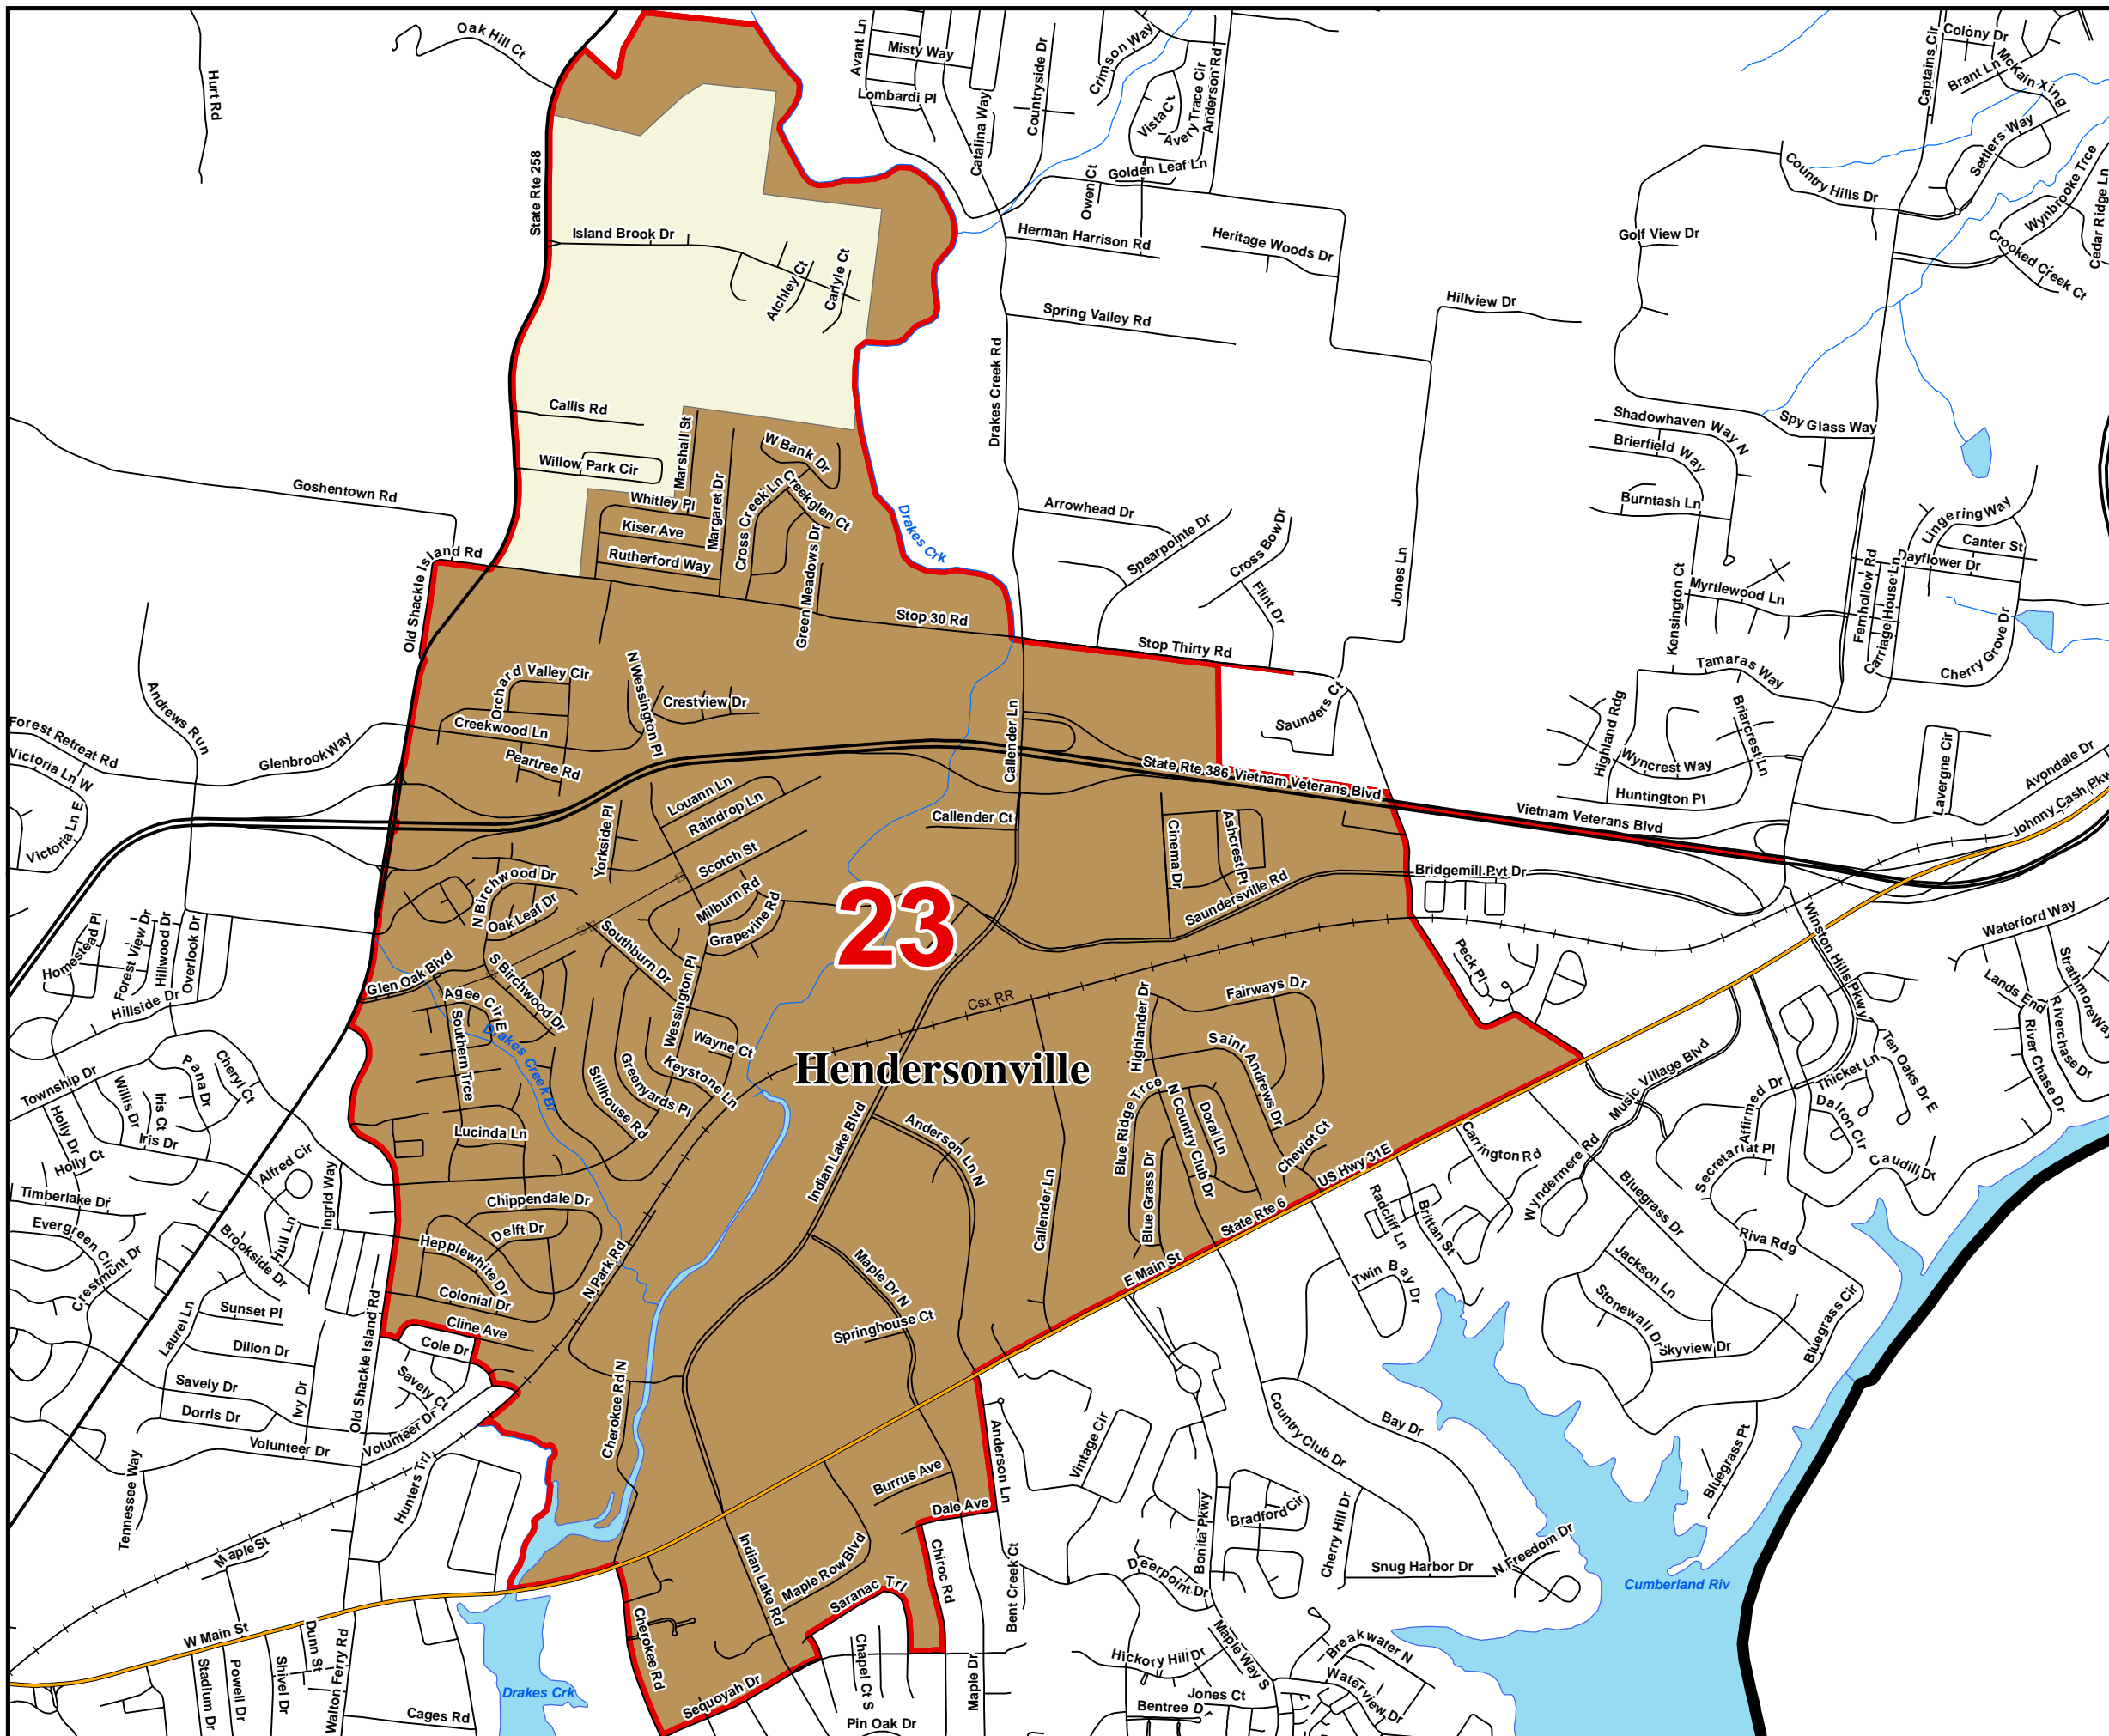 Oak Hill Ct
Hurt Rd
Avant Ln
Misty Way
Lombardi Pl
Catalina Way
Countryside Dr
Crimson Way
Vista Ct
Avery Trace Cir
Anderson Rd
Golden Leaf Ln
Owen Ct
Captains Cir
Colony Dr
Brant Ln
McKain Xing
Settlers Way
Country Hills Dr
Wynbrooke Trce
Cedar Ridge Ln
Crooked Creek Ct
Golf View Dr
State Rte 258
Island Brook Dr
Atchley Ct
Carlyle Ct
Herman Harrison Rd
Heritage Woods Dr
Spring Valley Rd
Hillview Dr
Drakes Creek Rd
Callis Rd
Willow Park Cir
Marshall St
W Bank Dr
Whitley Pl
Margaret Dr
Cross Creek Ln
Creekglen Ct
Kiser Ave
Rutherford Way
Green Meadows Dr
Drakes Crk
Goshentown Rd
Old Shackle Island Rd
Arrowhead Dr
Spearpointe Dr
Cross Bow Dr
Flint Dr
Jones Ln
Shadowhaven Way N
Brierfield Way
Burntash Ln
Spy Glass Way
Lingering Way
Canter St
Dayflower Dr
Fernhollow Rd
Carriage House Ln
Myrtlewood Ln
Kensington Ct
Cherry Grove Dr
Tamaras Way
Stop 30 Rd
Stop Thirty Rd
Saunders Ct
Orchard Valley Cir
N Wessington Pl
Crestview Dr
Creekwood Ln
Peartree Rd
Callender Ln
Andrews Run
Forest Retreat Rd
Victoria Ln W
Victoria Ln E
Glenbrook Way
State Rte 386
Vietnam Veterans Blvd
Vietnam Veterans Blvd
Highland Rdg
Wyncrest Way
Briarcrest Ln
Huntington Pl
Lavergne Cir
Avondale Dr
Johnny Cash Pkw
Louann Ln
Raindrop Ln
Yorkside Pl
Scotch St
Callender Ct
Cinema Dr
Ashcrest Pt
Saundersville Rd
Bridgemill Pvt Dr
N Birchwood Dr
Oak Leaf Dr
Milburn Rd
Grapevine Rd
23
Southburn Dr
S Birchwood Dr
Glen Oak Blvd
Agee Cir E
Wessington Pl
Csx RR
Peck Pl
Winston Hills Pkwy
Waterford Way
Strathmore Way
Lands End
Riverchase Dr
River Chase Dr
Homestead Pl
Forest View Dr
Hillwood Dr
Overlook Dr
Hillside Dr
Southern Trce
Drakes Creek Br
Wayne Ct
Keystone Ln
Greenyards Pl
Stillhouse Rd
Hendersonville
Highlander Dr
Fairways Dr
Saint Andrews Dr
Blue Ridge Trce
N Country Club Dr
Doral Ln
Blue Grass Dr
Cheviot Ct
Music Village Blvd
Affirmed Dr
Thicket Ln
Ten Oaks Dr E
Dalton Cir
Caudill Dr
Secretariat Pl
Township Dr
Willis Dr
Pana Dr
Cheryl Ct
Iris Ct
Iris Dr
Holly Dr
Holly Ct
Alfred Cir
Lucinda Ln
Anderson Ln N
Indian Lake Blvd
Callender Ln
US Hwy 31E
State Rte 6
E Main St
Carrington Rd
Wyndermere Rd
Radcliff Ln
Brittan St
Bluegrass Dr
Riva Rdg
Jackson Ln
Stonewall Dr
Skyview Dr
Bluegrass Cir
Twin Bay Dr
Timberlake Dr
Evergreen Cir
Crestmont Dr
Brookside Dr
Hull Ln
Ingrid Way
Chippendale Dr
Delft Dr
Hepplewhite Dr
Colonial Dr
N Park Rd
Maple Dr N
Springhouse Ct
Laurel Ln
Sunset Pl
Dillon Dr
Savely Dr
Dorris Dr
Ivy Dr
Volunteer Dr
Old Shackle Island Rd
Cline Ave
Cole Dr
Savely Ct
Volunteer Dr
Cherokee Rd N
Tennessee Way
Hunters Trl
Maple St
W Main St
Burrus Ave
Dale Ave
Anderson Ln
Vintage Cir
Country Club Dr
Bay Dr
Bluegrass Pt
Bonita Pkwy
Bradford Cir
Cherry Hill Dr
Snug Harbor Dr
N Freedom Dr
Cumberland Riv
Indian Lake Rd
Maple Row Blvd
Saranac Trl
Chiroc Rd
Bent Creek Ct
Deerpoint Dr
Cherokee Rd
Sequoyah Dr
Chapel Ct S
Maple Dr
Pin Oak Dr
Hickory Hill Dr
Maple Way S
Breakwater N
Waterview Dr
Jones Ct
Bentree Dr
Stadium Dr
Powell Dr
Shivel Dr
Dunn St
Walton Ferry Rd
Cages Rd
Drakes Crk